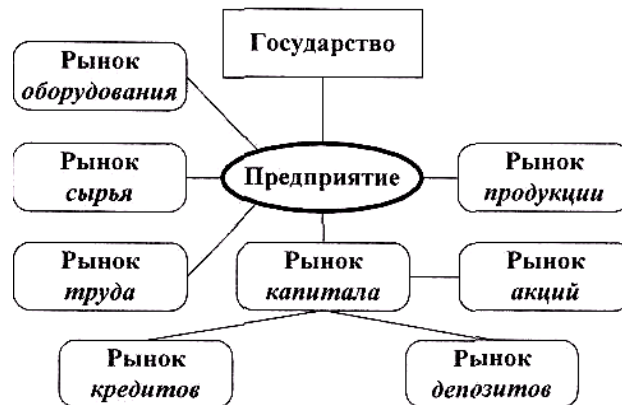 Государство
Рынок
оборудования
Рынок
сырья
Предприятие
Рынок
продукции
Рынок
труда
Рынок
капитала
Рынок
акций
Рынок
кредитов
Рынок
депозитов